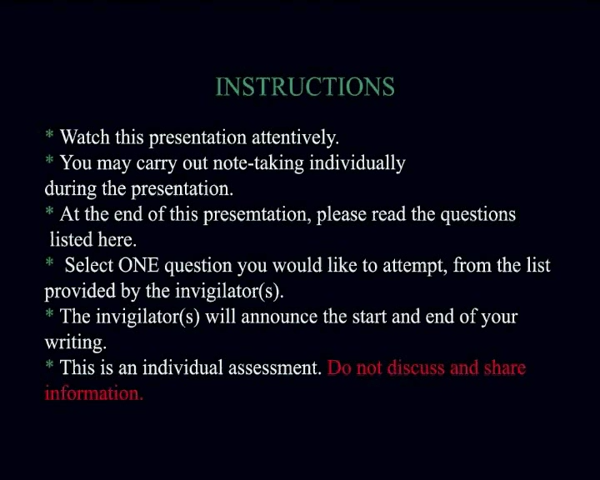 INSTRUCTIONS
* Watch this presentation attentively.
* You may carry out note-taking individually
during the presentation.
* At the end of this presemtation, please read the questions
listed here.
* Select ONE question you would like to attempt, from the list
provided by the invigilator(s).
* The invigilator(s) will announce the start and end of your
writing.
* This is an individual assessment. Do not discuss and share
information.